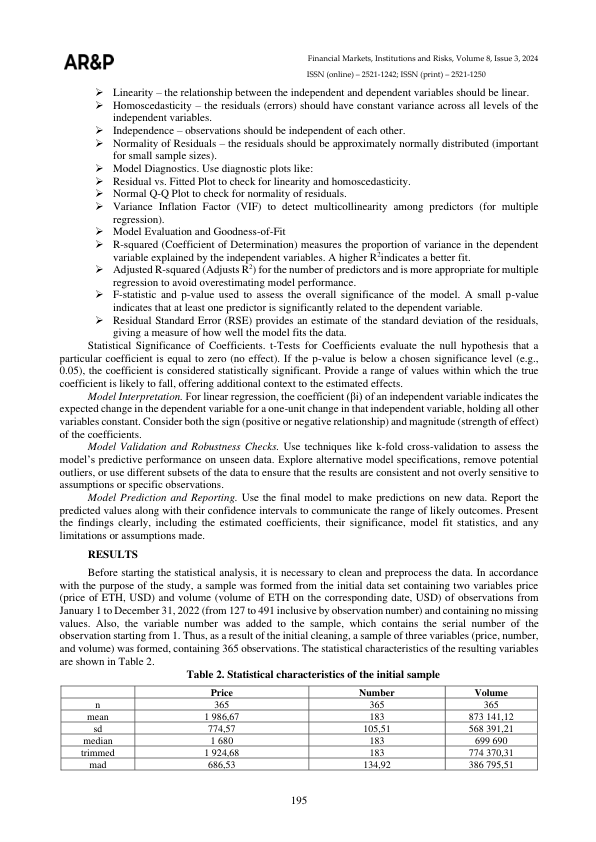 AR&P
Financial Markets, Institutions and Risks, Volume 8, Issue 3, 2024
ISSN (online) – 2521-1242; ISSN (print) – 2521-1250
➢ Linearity – the relationship between the independent and dependent variables should be linear.
➢ Homoscedasticity – the residuals (errors) should have constant variance across all levels of the
independent variables.
➢ Independence – observations should be independent of each other.
➢ Normality of Residuals – the residuals should be approximately normally distributed (important
for small sample sizes).
➢ Model Diagnostics. Use diagnostic plots like:
➢ Residual vs. Fitted Plot to check for linearity and homoscedasticity.
➢ Normal Q-Q Plot to check for normality of residuals.
➢ Variance Inflation Factor (VIF) to detect multicollinearity among predictors (for multiple
regression).
➢ Model Evaluation and Goodness-of-Fit
➢ R-squared (Coefficient of Determination) measures the proportion of variance in the dependent
variable explained by the independent variables. A higher R²indicates a better fit.
➢ Adjusted R-squared (Adjusts R²) for the number of predictors and is more appropriate for multiple
regression to avoid overestimating model performance.
➢ F-statistic and p-value used to assess the overall significance of the model. A small p-value
indicates that at least one predictor is significantly related to the dependent variable.
➢ Residual Standard Error (RSE) provides an estimate of the standard deviation of the residuals,
giving a measure of how well the model fits the data.
Statistical Significance of Coefficients. t-Tests for Coefficients evaluate the null hypothesis that a
particular coefficient is equal to zero (no effect). If the p-value is below a chosen significance level (e.g.,
0.05), the coefficient is considered statistically significant. Provide a range of values within which the true
coefficient is likely to fall, offering additional context to the estimated effects.
Model Interpretation. For linear regression, the coefficient (βi) of an independent variable indicates the
expected change in the dependent variable for a one-unit change in that independent variable, holding all other
variables constant. Consider both the sign (positive or negative relationship) and magnitude (strength of effect)
of the coefficients.
Model Validation and Robustness Checks. Use techniques like k-fold cross-validation to assess the
model's predictive performance on unseen data. Explore alternative model specifications, remove potential
outliers, or use different subsets of the data to ensure that the results are consistent and not overly sensitive to
assumptions or specific observations.
Model Prediction and Reporting. Use the final model to make predictions on new data. Report the
predicted values along with their confidence intervals to communicate the range of likely outcomes. Present
the findings clearly, including the estimated coefficients, their significance, model fit statistics, and any
limitations or assumptions made.
RESULTS
Before starting the statistical analysis, it is necessary to clean and preprocess the data. In accordance
with the purpose of the study, a sample was formed from the initial data set containing two variables price
(price of ETH, USD) and volume (volume of ETH on the corresponding date, USD) of observations from
January 1 to December 31, 2022 (from 127 to 491 inclusive by observation number) and containing no missing
values. Also, the variable number was added to the sample, which contains the serial number of the
observation starting from 1. Thus, as a result of the initial cleaning, a sample of three variables (price, number,
and volume) was formed, containing 365 observations. The statistical characteristics of the resulting variables
are shown in Table 2.
Table 2. Statistical characteristics of the initial sample
Price Number Volume
n 365 365 365
mean 1 986,67 183 873 141,12
sd 774,57 105,51 568 391,21
median 1 680 183 699 690
trimmed 1 924,68 183 774 370,31
mad 686,53 134,92 386 795,51
195